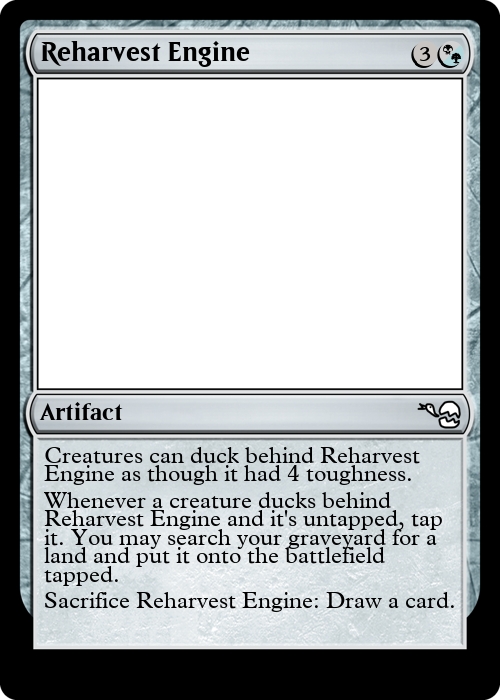 Reharvest Engine 3
Artifact
Creatures can duck behind Reharvest
Engine as though it had 4 toughness.
Whenever a creature ducks behind
Reharvest Engine and it's untapped, tap
it. You may search your graveyard for a
land and put it onto the battlefield
tapped.
Sacrifice Reharvest Engine: Draw a card.